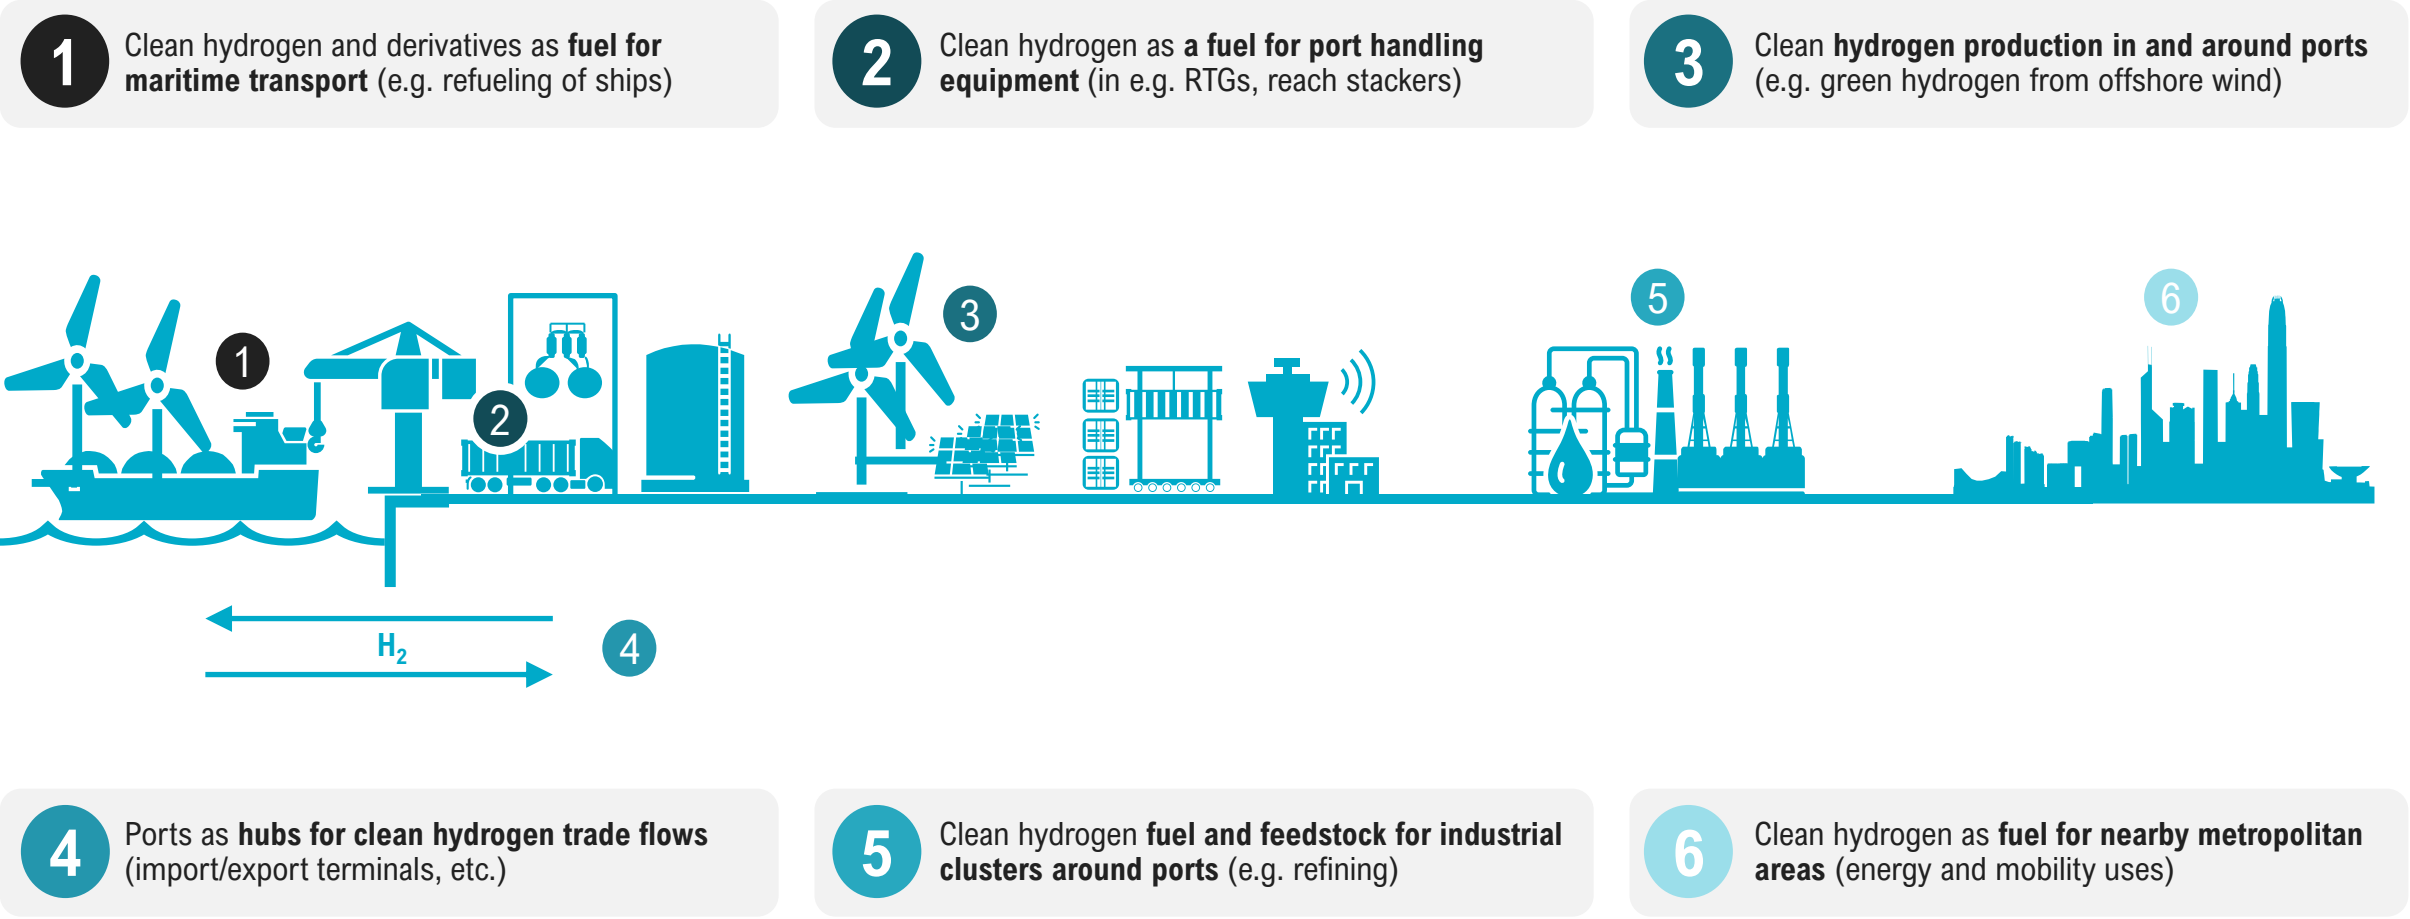 1
Clean hydrogen and derivatives as fuel for
maritime transport (e.g. refueling of ships)
2
Clean hydrogen as a fuel for port handling
equipment (in e.g. RTGs, reach stackers)
3
Clean hydrogen production in and around ports
(e.g. green hydrogen from offshore wind)
1
2
3
5
6
H₂
4
4
Ports as hubs for clean hydrogen trade flows
(import/export terminals, etc.)
5
Clean hydrogen fuel and feedstock for industrial
clusters around ports (e.g. refining)
6
Clean hydrogen as fuel for nearby metropolitan
areas (energy and mobility uses)